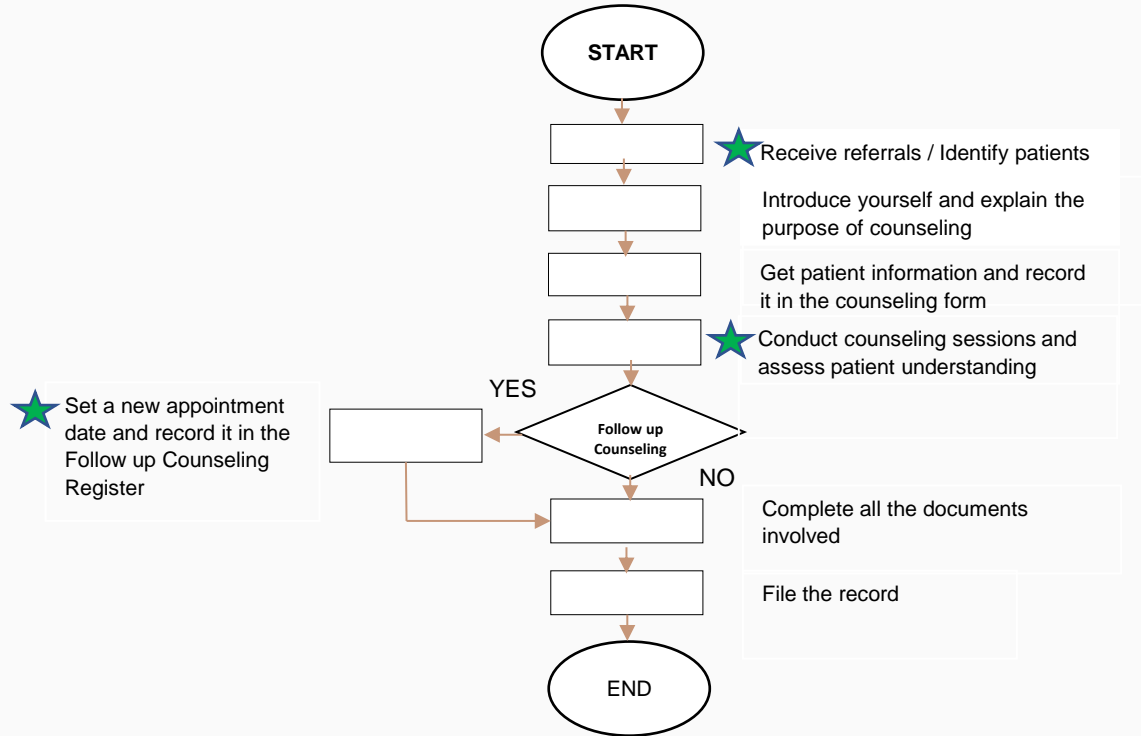 START
Receive referrals / Identify patients
Introduce yourself and explain the
purpose of counseling
Get patient information and record
it in the counseling form
Conduct counseling sessions and
assess patient understanding
YES
Set a new appointment
date and record it in the
Follow up Counseling
Register
Follow up
Counseling
NO
Complete all the documents
involved
File the record
END